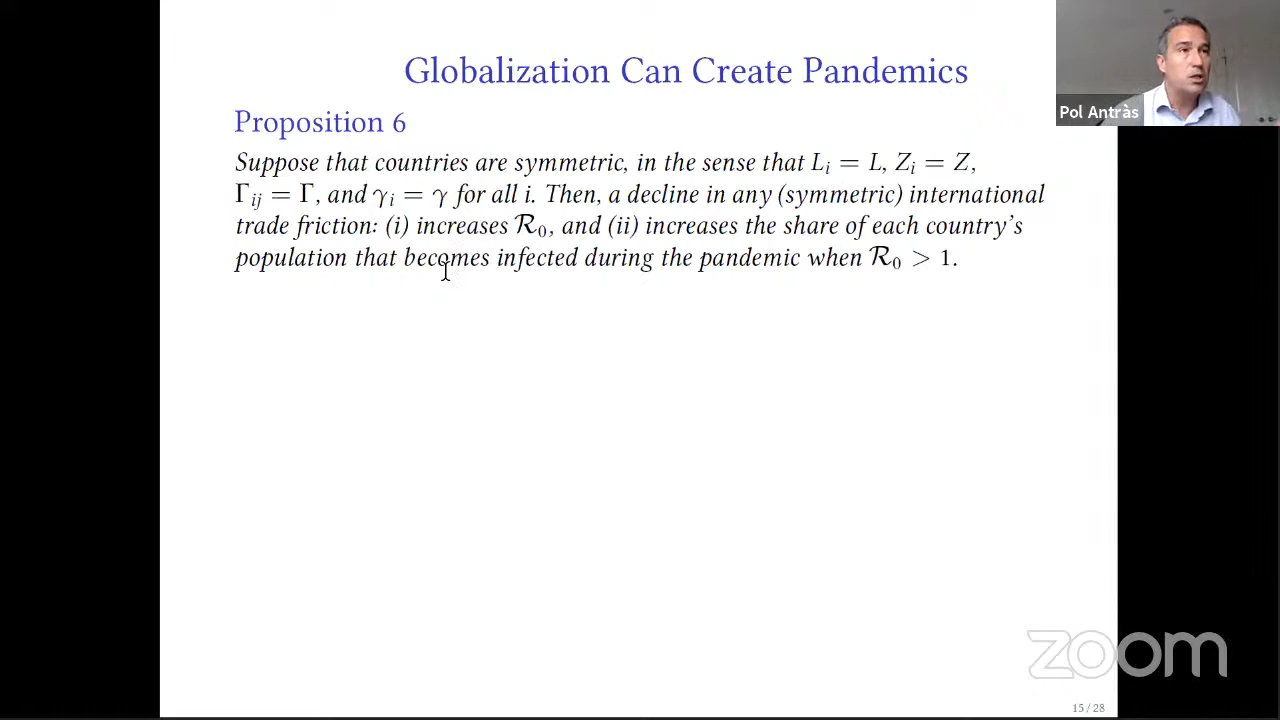 Globalization Can Create Pandemics
Pol Antràs
Proposition 6
Suppose that countries are symmetric, in the sense that Lᵢ = L, Zᵢ = Z,
Γᵢⱼ = Γ, and γᵢ = γ for all i. Then, a decline in any (symmetric) international
trade friction: (i) increases ℛ₀, and (ii) increases the share of each country's
population that becomes infected during the pandemic when ℛ₀ > 1.
zoom
15 / 28